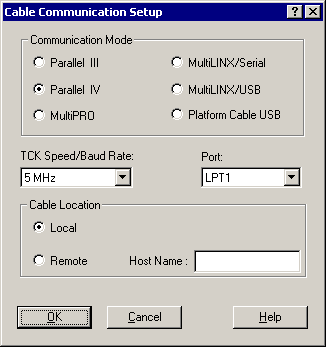 Cable Communication Setup
Communication Mode
Parallel III
MultiLINX/Serial
Parallel IV
MultiLINX/USB
MultiPRO
Platform Cable USB
TCK Speed/Baud Rate:
Port:
5 MHz
LPT1
Cable Location
Local
Remote
Host Name :
OK
Cancel
Help